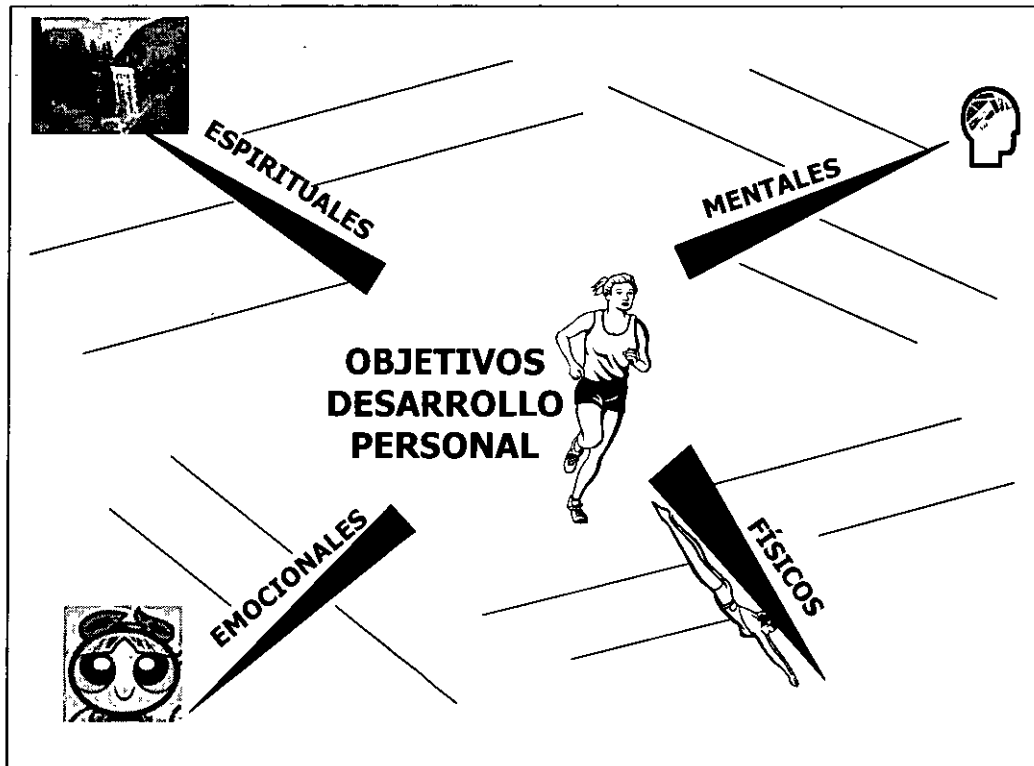 ESPIRITUALES
MENTALES
OBJETIVOS
DESARROLLO
PERSONAL
EMOCIONALES
FÍSICOS